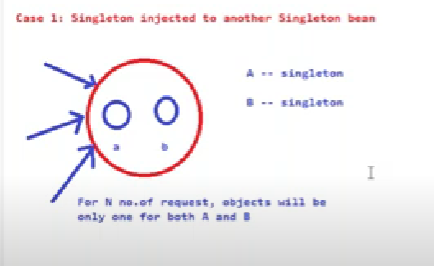 Case 1: Singleton injected to another Singleton bean
A -- singleton
B -- singleton
a b
For N no.of request, objects will be
only one for both A and B